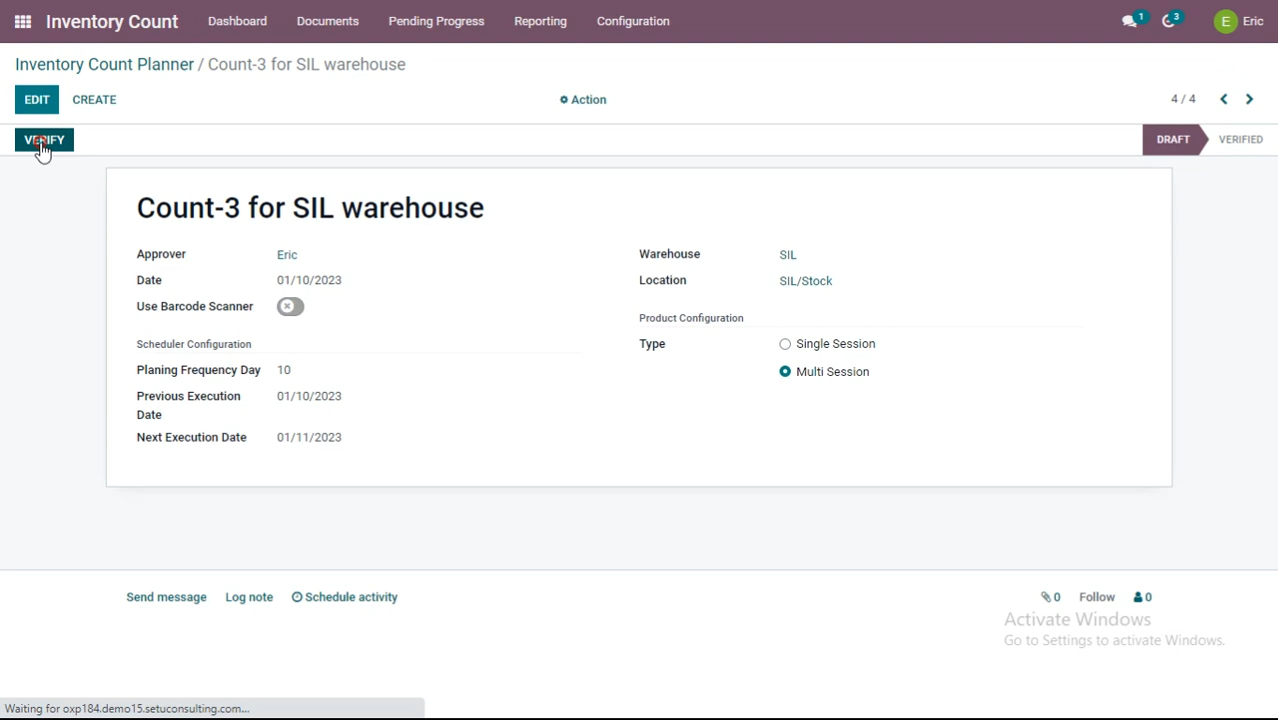 Inventory Count Dashboard Documents Pending Progress Reporting Configuration 1 3 E Eric
Inventory Count Planner / Count-3 for SIL warehouse
EDIT CREATE Action 4 / 4
VERIFY DRAFT VERIFIED
Count-3 for SIL warehouse
Approver Eric Warehouse SIL
Date 01/10/2023 Location SIL/Stock
Use Barcode Scanner
Product Configuration
Scheduler Configuration Type Single Session
Planing Frequency Day 10 Multi Session
Previous Execution Date 01/10/2023
Next Execution Date 01/11/2023
Send message Log note Schedule activity 0 Follow 0
Activate Windows
Go to Settings to activate Windows.
Waiting for oxp184.demo15.setuconsulting.com...